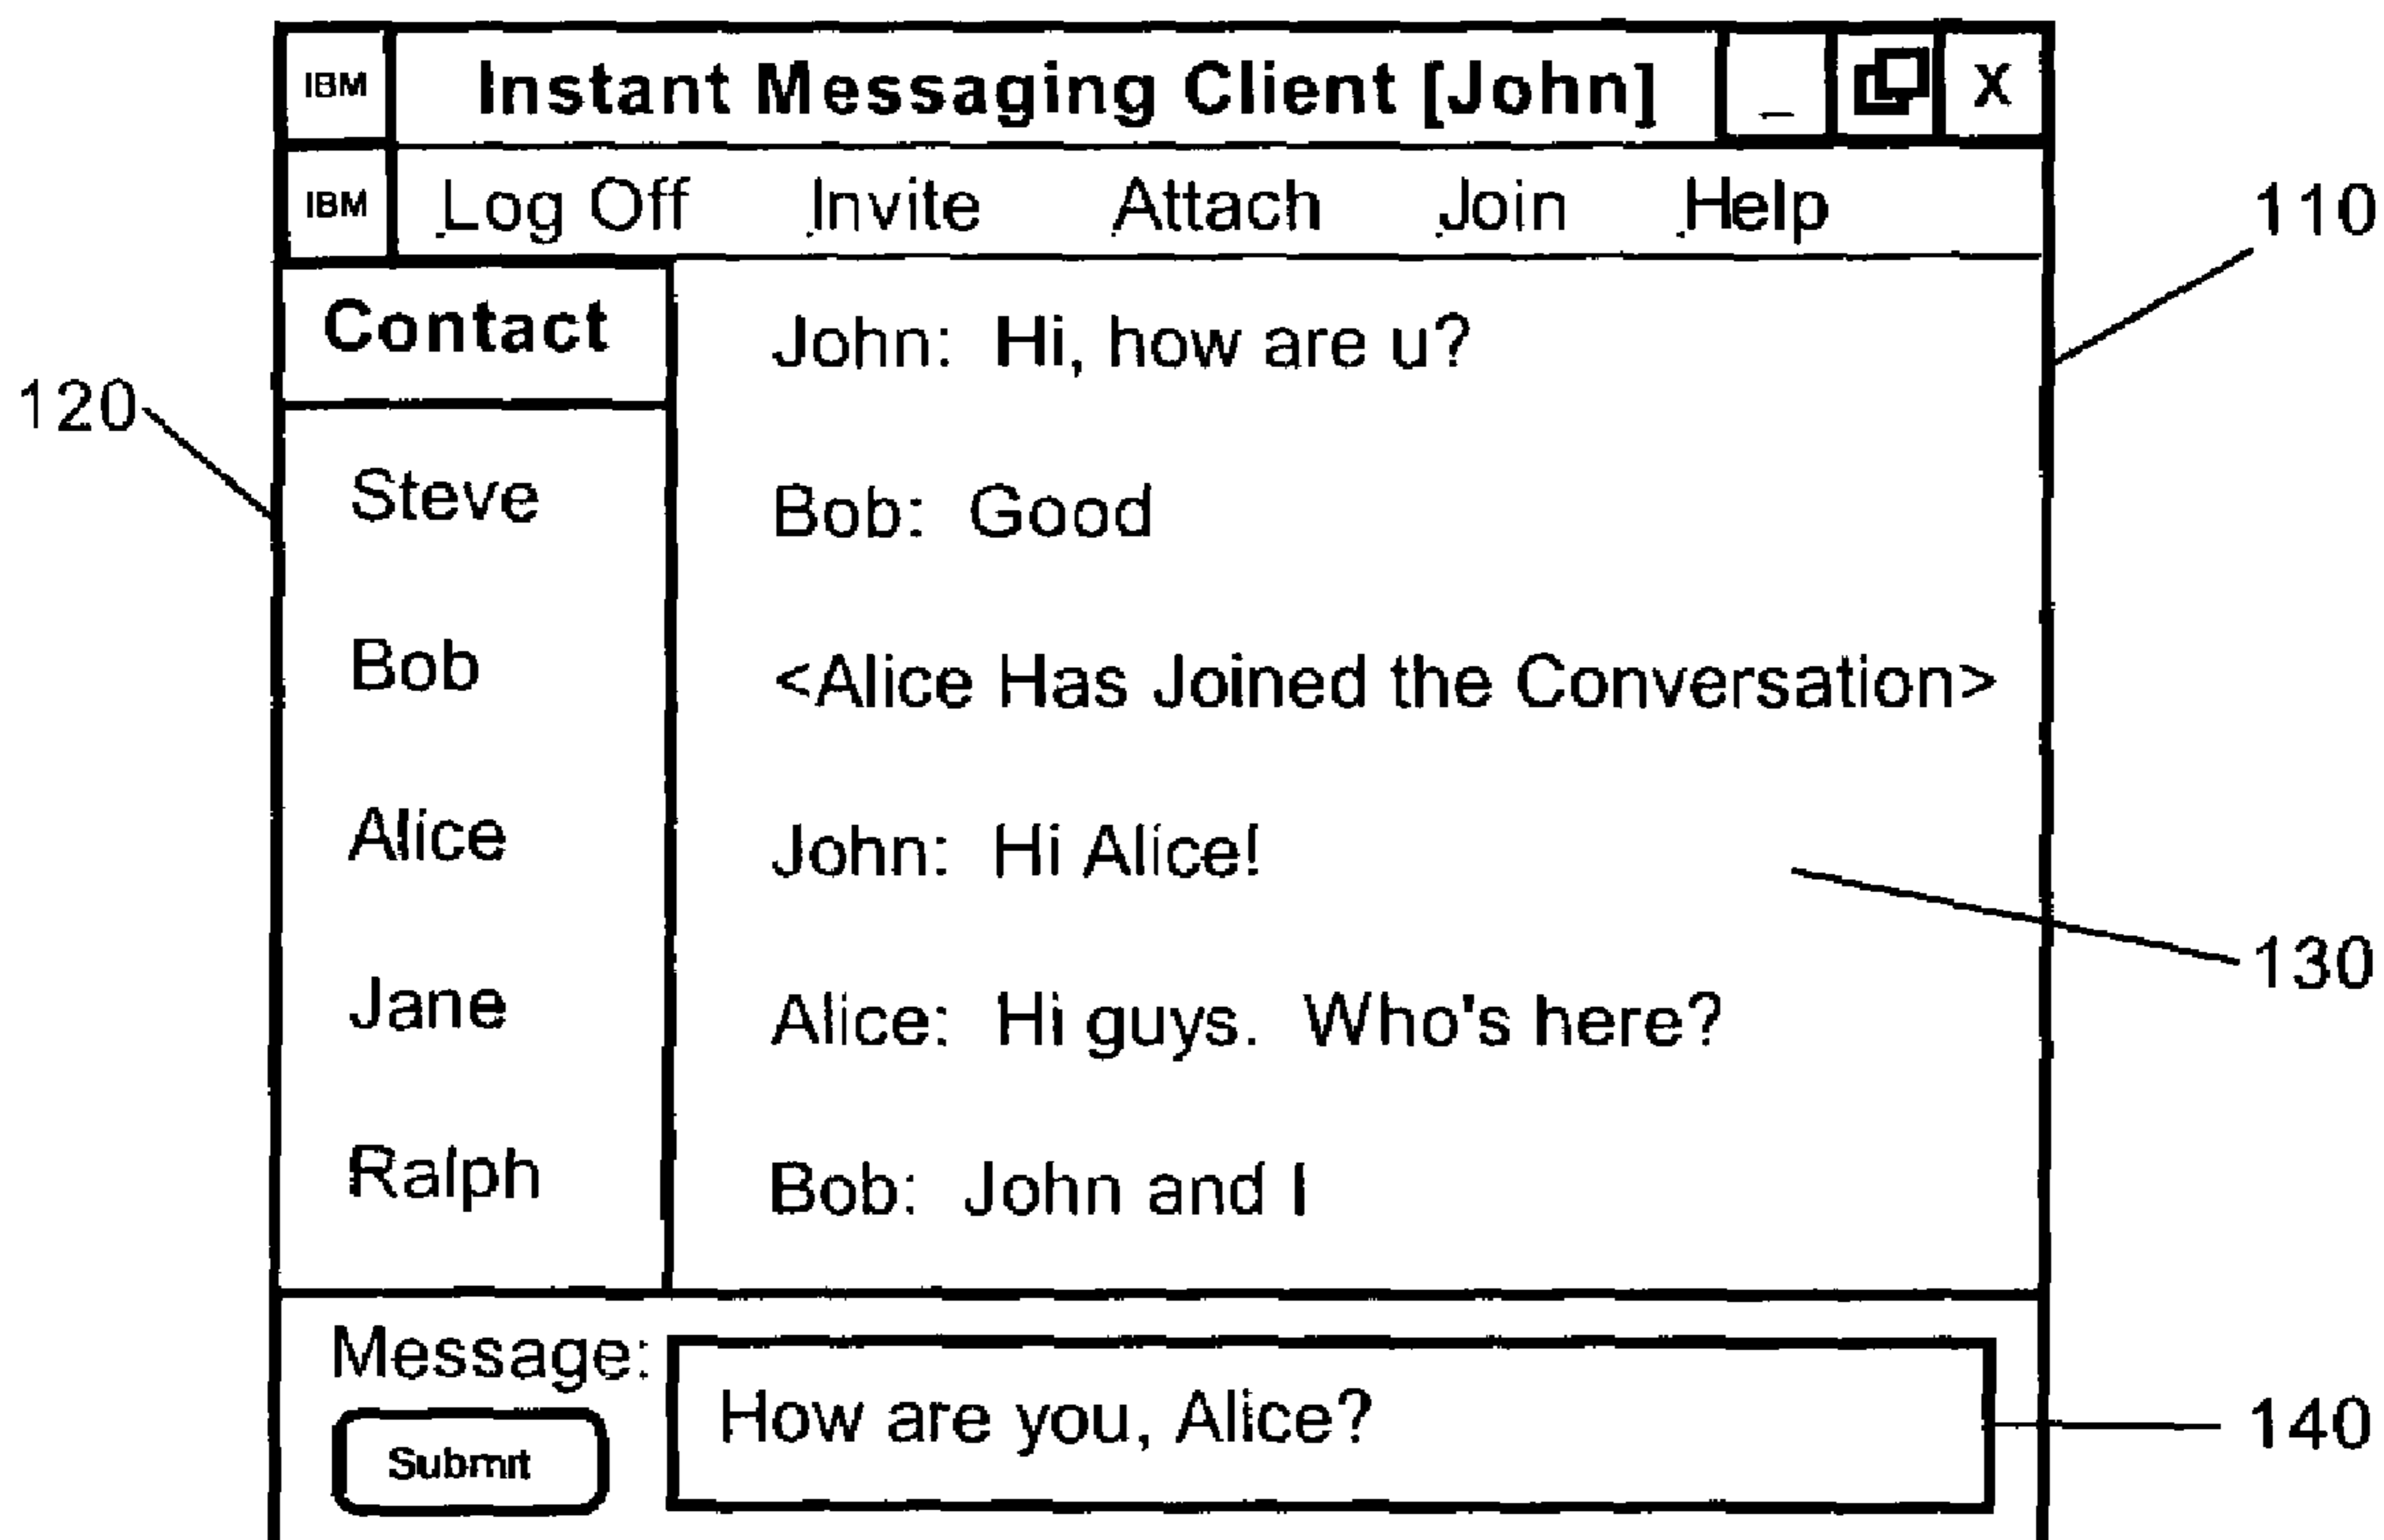 IBM Instant Messaging Client [John] _ X
IBM Log Off Invite Attach Join Help
110
Contact
John: Hi, how are u?
120
Steve
Bob: Good
Bob
<Alice Has Joined the Conversation>
Alice
John: Hi Alice!
130
Jane
Alice: Hi guys. Who's here?
Ralph
Bob: John and I
Message:
How are you, Alice?
140
Submit